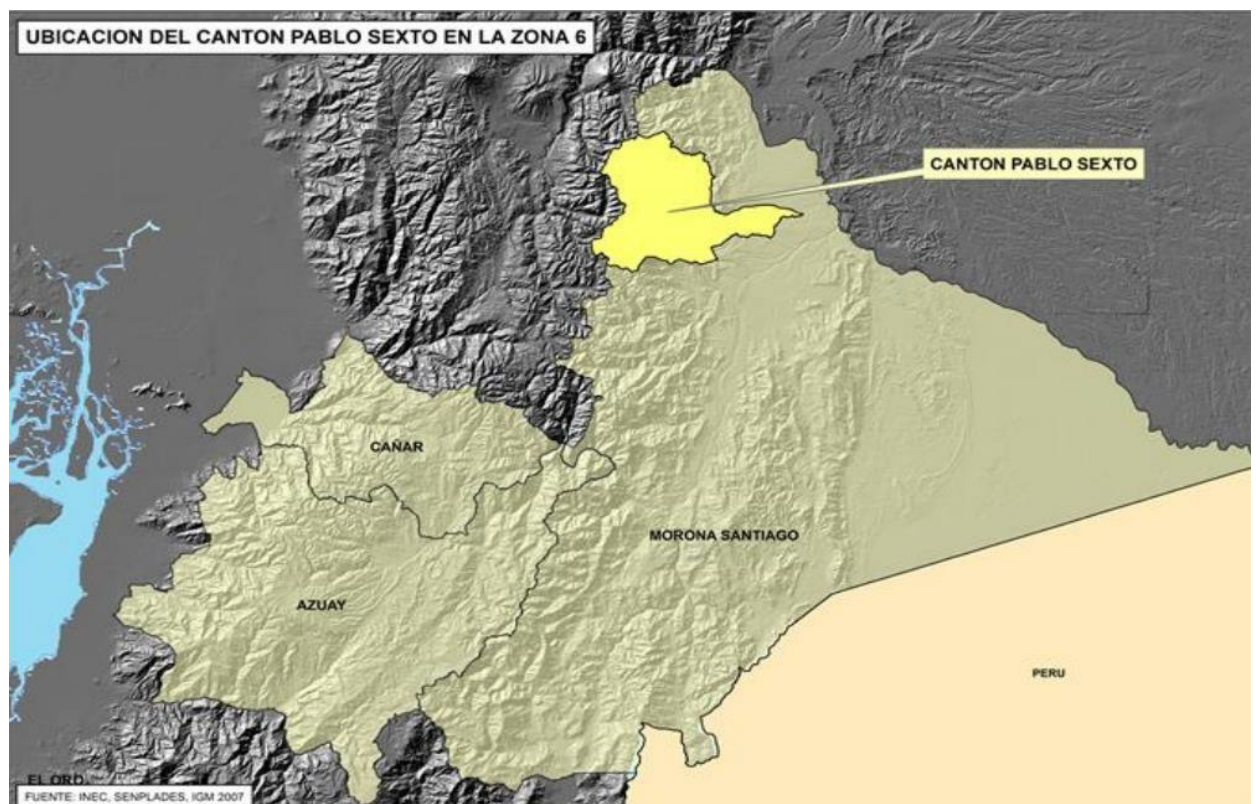 UBICACION DEL CANTON PABLO SEXTO EN LA ZONA 6
CANTON PABLO SEXTO
CAÑAR
MORONA SANTIAGO
AZUAY
PERU
EL ORO
FUENTE: INEC, SENPLADES, IGM 2007